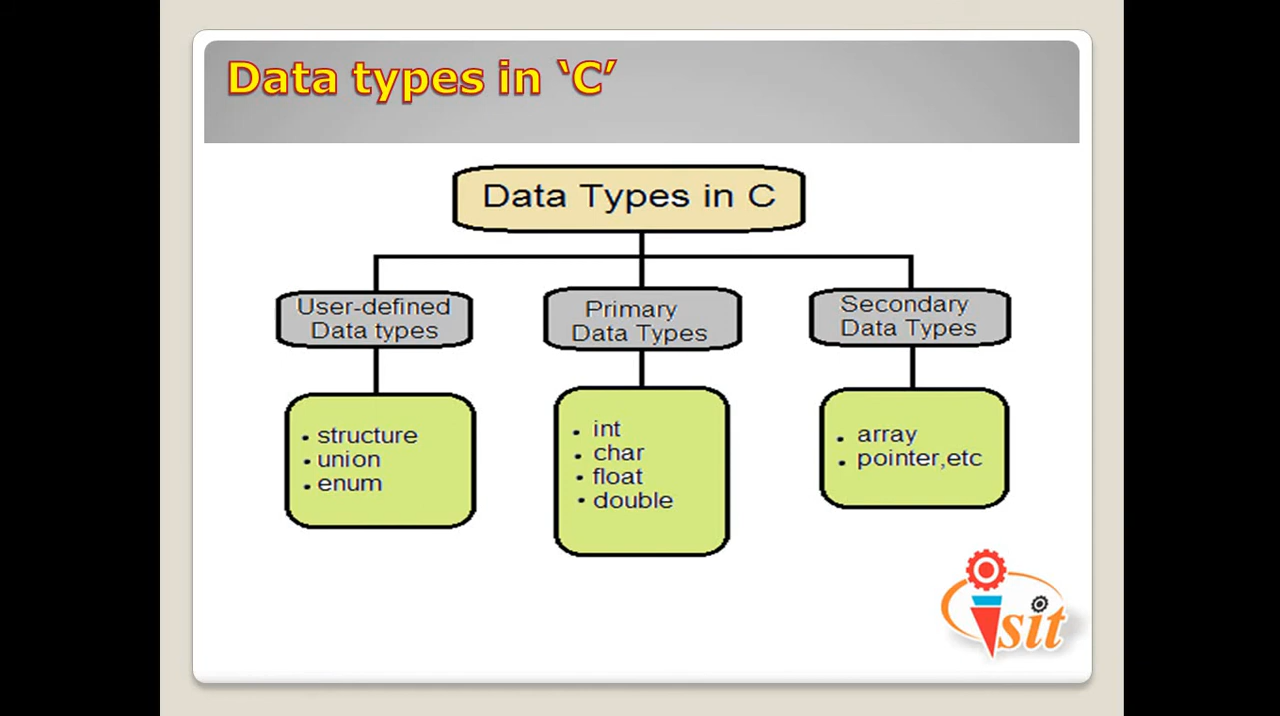 Data types in ‘C’
Data Types in C
User-defined
Data types
Primary
Data Types
Secondary
Data Types
• structure
• union
• enum
• int
• char
• float
• double
• array
• pointer,etc
isit